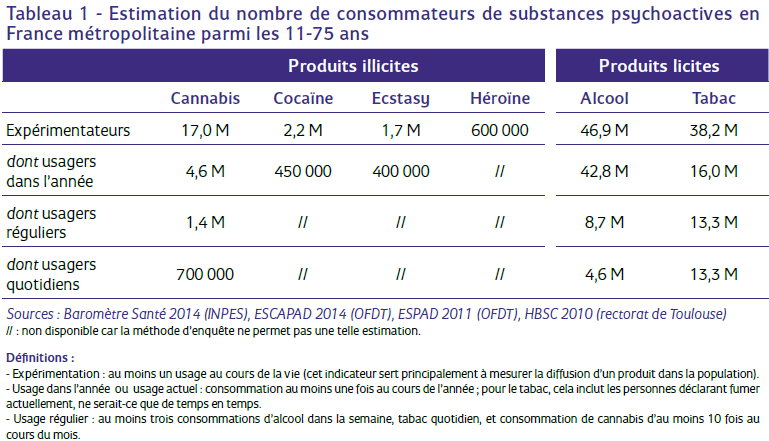 Tableau 1 - Estimation du nombre de consommateurs de substances psychoactives en
France métropolitaine parmi les 11-75 ans
Produits illicites Produits licites
Cannabis Cocaïne Ecstasy Héroïne Alcool Tabac
Expérimentateurs 17,0 M 2,2 M 1,7 M 600 000 46,9 M 38,2 M
dont usagers
dans l'année 4,6 M 450 000 400 000 // 42,8 M 16,0 M
dont usagers
réguliers 1,4 M // // // 8,7 M 13,3 M
dont usagers
quotidiens 700 000 // // // 4,6 M 13,3 M
Sources : Baromètre Santé 2014 (INPES), ESCAPAD 2014 (OFDT), ESPAD 2011 (OFDT), HBSC 2010 (rectorat de Toulouse)
// : non disponible car la méthode d'enquête ne permet pas une telle estimation.
Définitions :
- Expérimentation : au moins un usage au cours de la vie (cet indicateur sert principalement à mesurer la diffusion d'un produit dans la population).
- Usage dans l'année ou usage actuel : consommation au moins une fois au cours de l'année ; pour le tabac, cela inclut les personnes déclarant fumer
actuellement, ne serait-ce que de temps en temps.
- Usage régulier : au moins trois consommations d'alcool dans la semaine, tabac quotidien, et consommation de cannabis d'au moins 10 fois au
cours du mois.